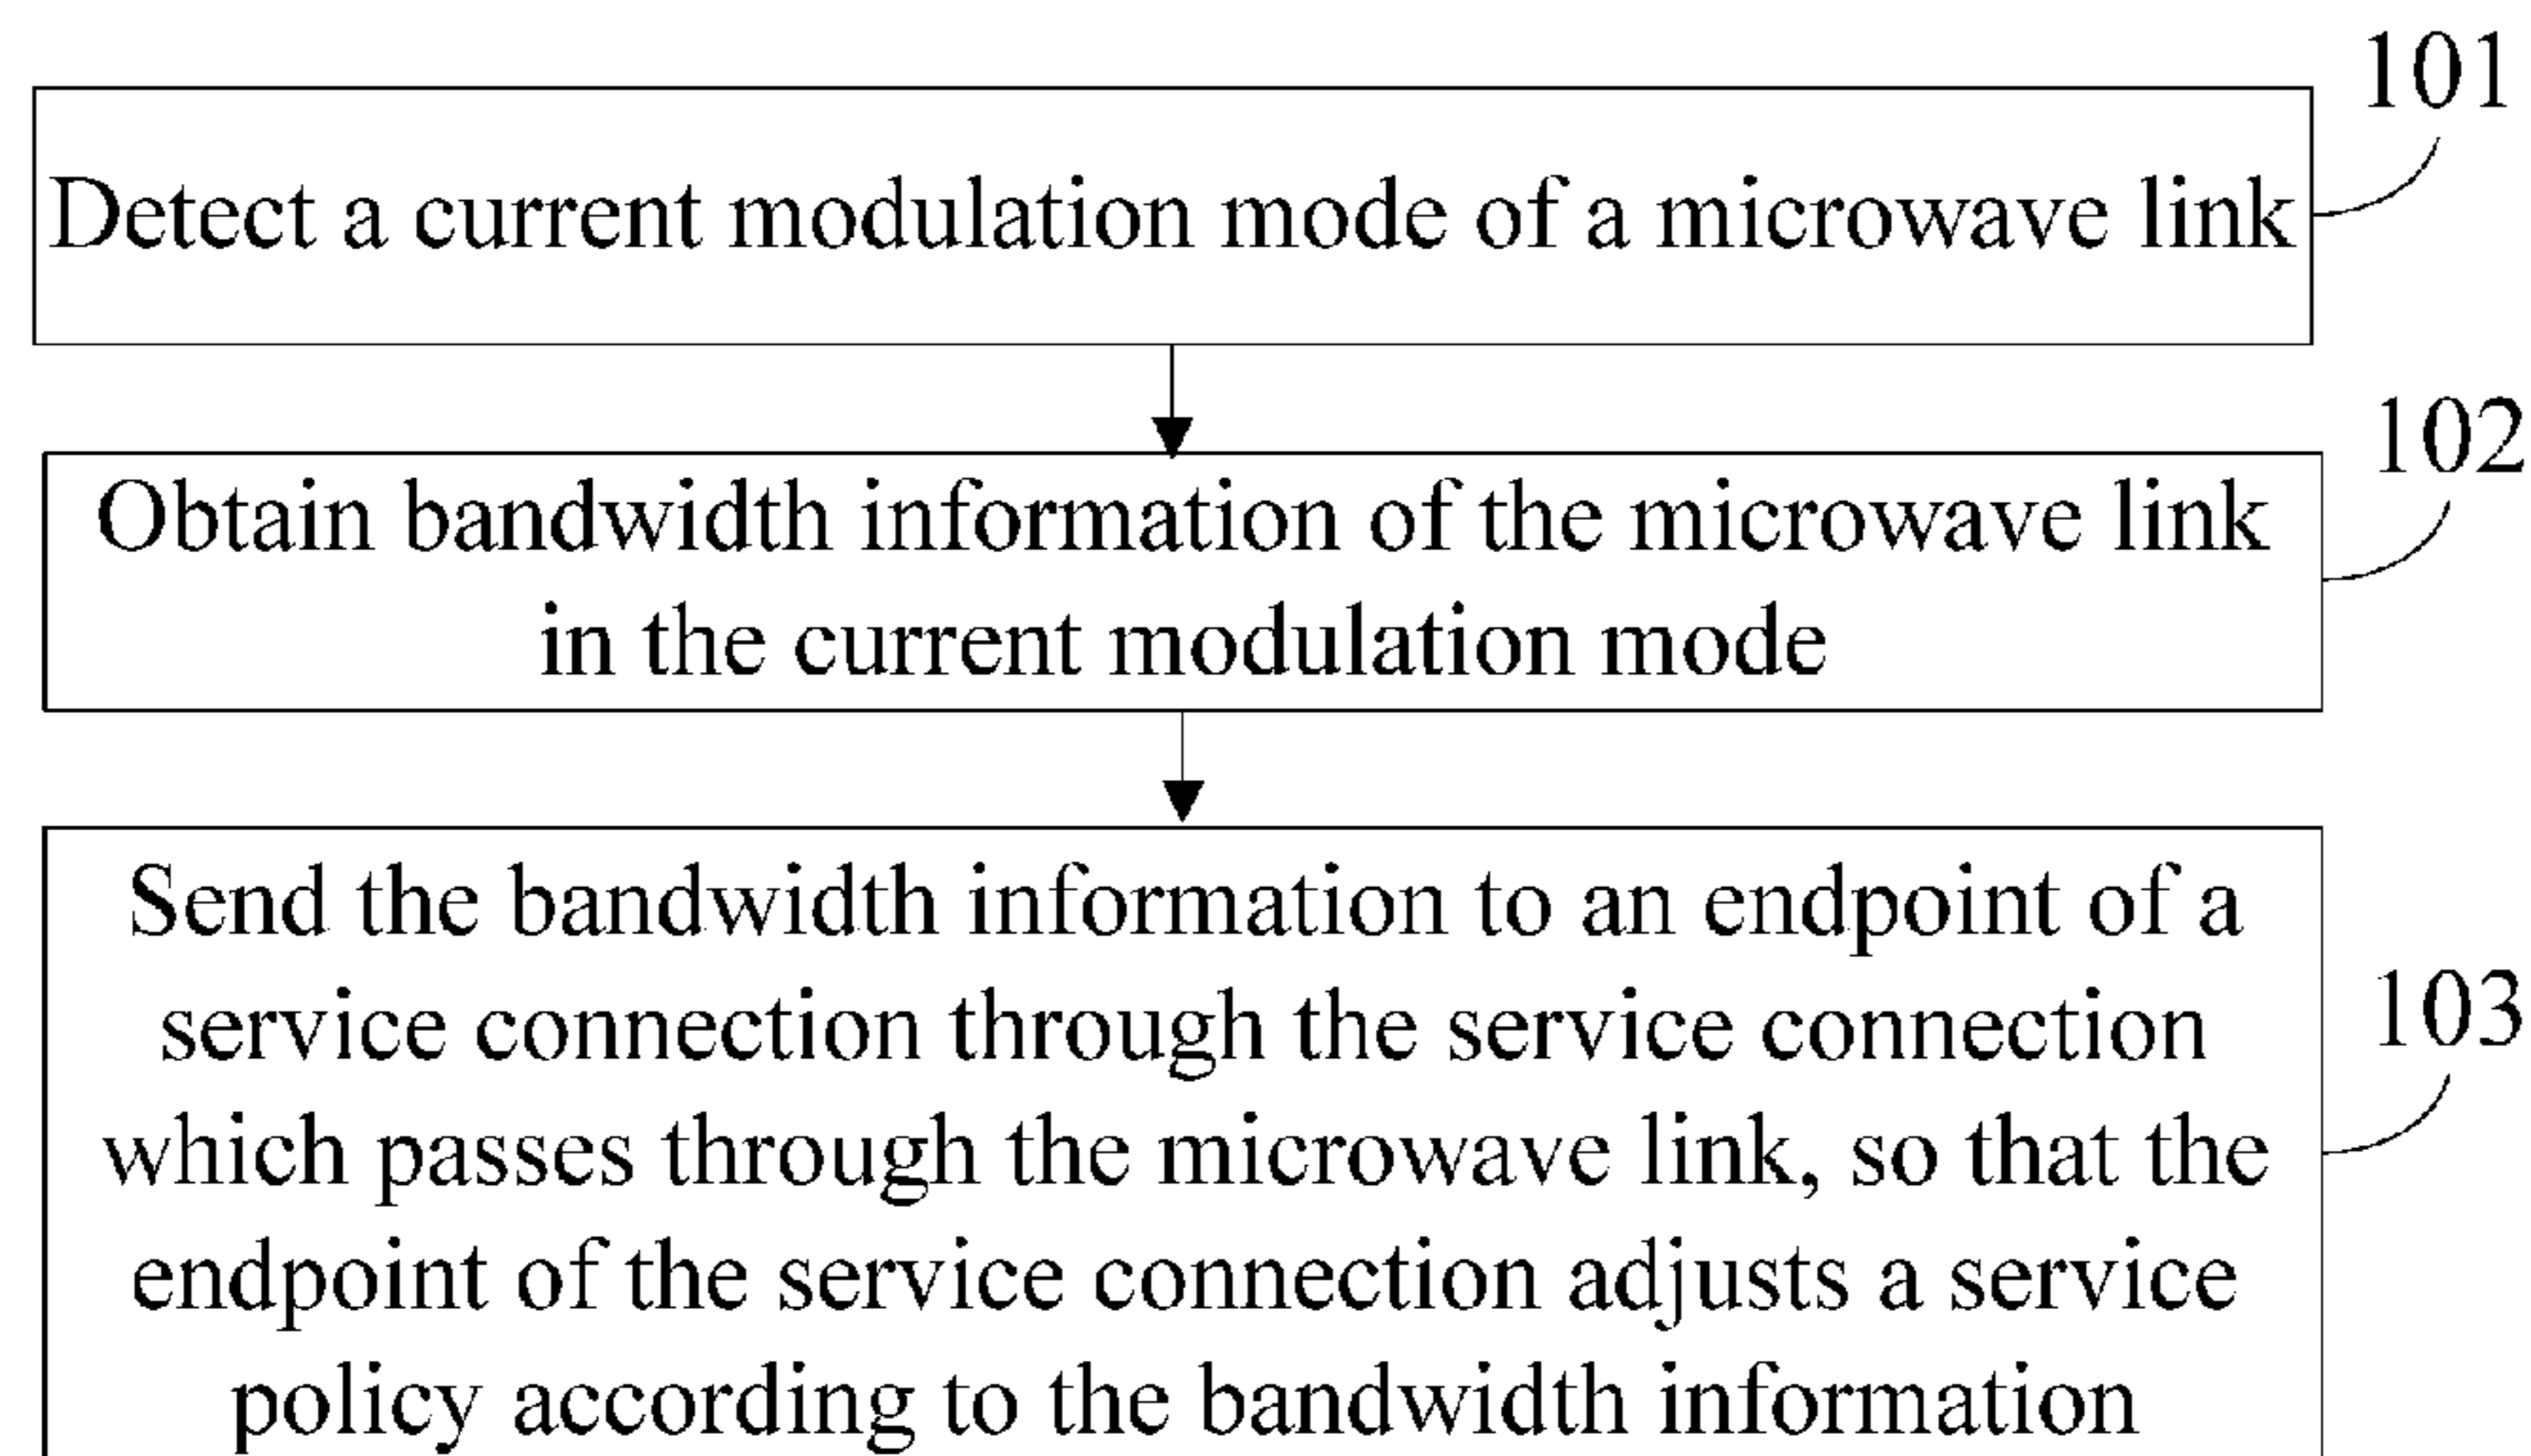 101
Detect a current modulation mode of a microwave link
102
Obtain bandwidth information of the microwave link
in the current modulation mode
Send the bandwidth information to an endpoint of a
service connection through the service connection
103
which passes through the microwave link, so that the
endpoint of the service connection adjusts a service
policy according to the bandwidth information